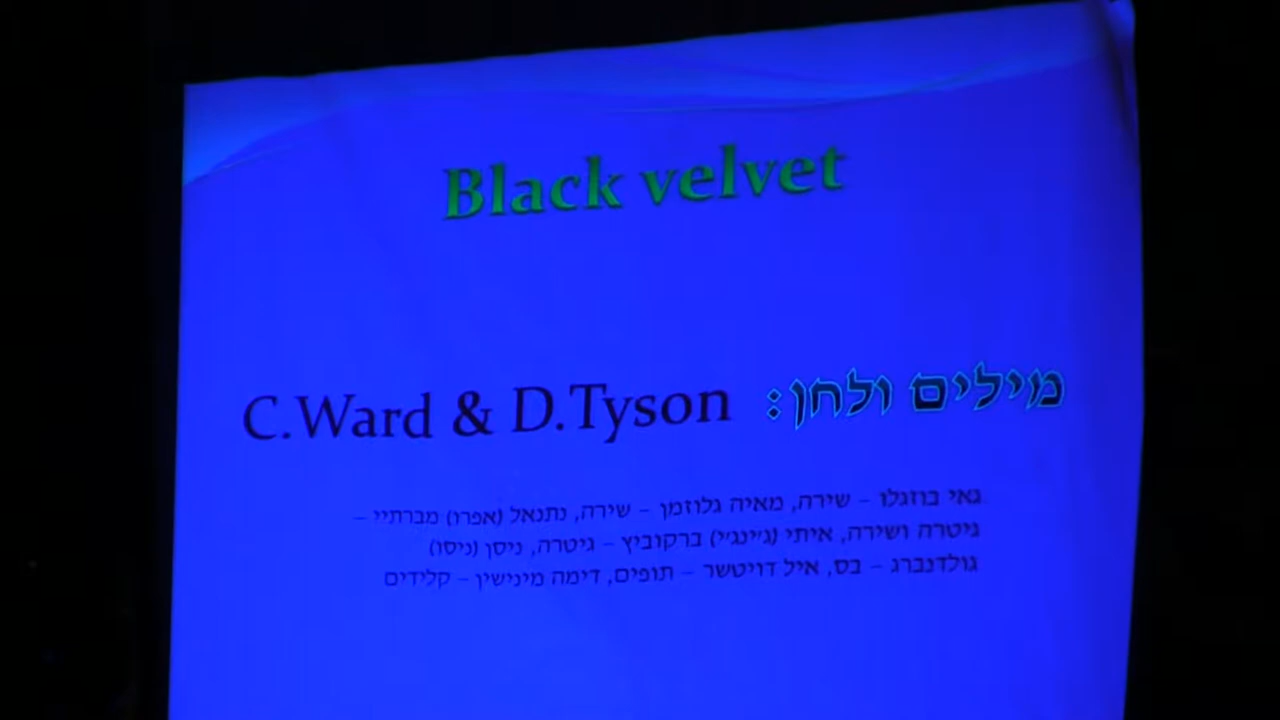 Black velvet
מילים ולחן: C.Ward & D.Tyson
גאי בוזגלו – שירה, מאיה גלוזמן – שירה, נתנאל (אפרו) מברתיי –
גיטרה ושירה, איתי (ג'ינג'י) ברקוביץ – גיטרה, ניסן (ניסו)
גולדנברג – בס, איל דויטשר – תופים, דימה מינישין – קלידים